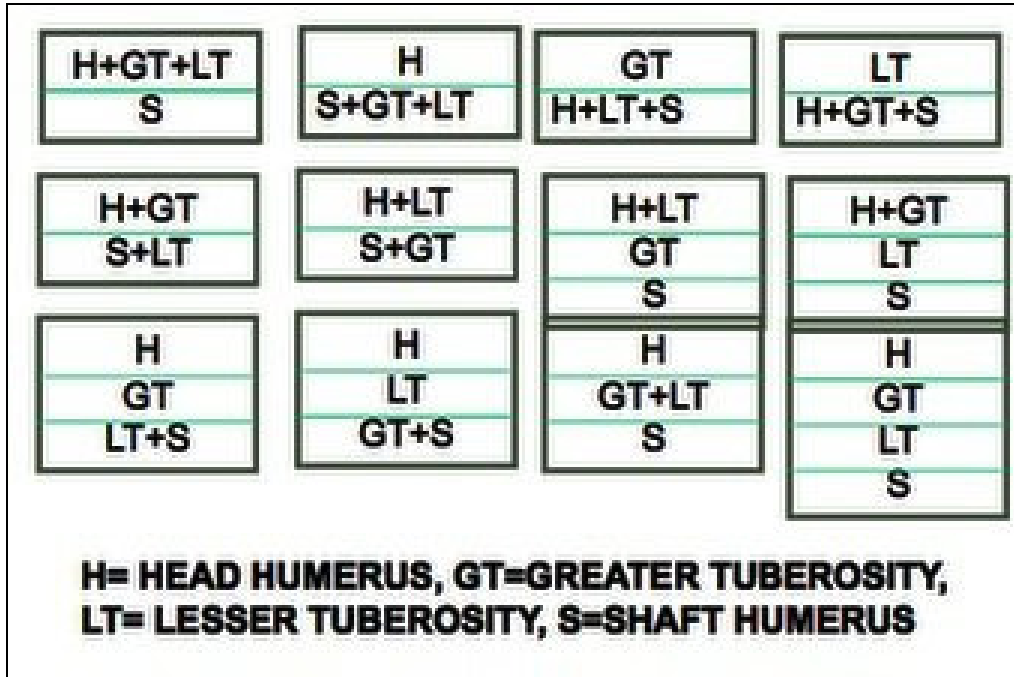 H+GT+LT
S
H
S+GT+LT
GT
H+LT+S
LT
H+GT+S
H+GT
S+LT
H+LT
S+GT
H+LT
GT
S
H+GT
LT
S
H
GT
LT+S
H
LT
GT+S
H
GT+LT
S
H
GT
LT
S
H= HEAD HUMERUS, GT=GREATER TUBEROSITY,
LT= LESSER TUBEROSITY, S=SHAFT HUMERUS